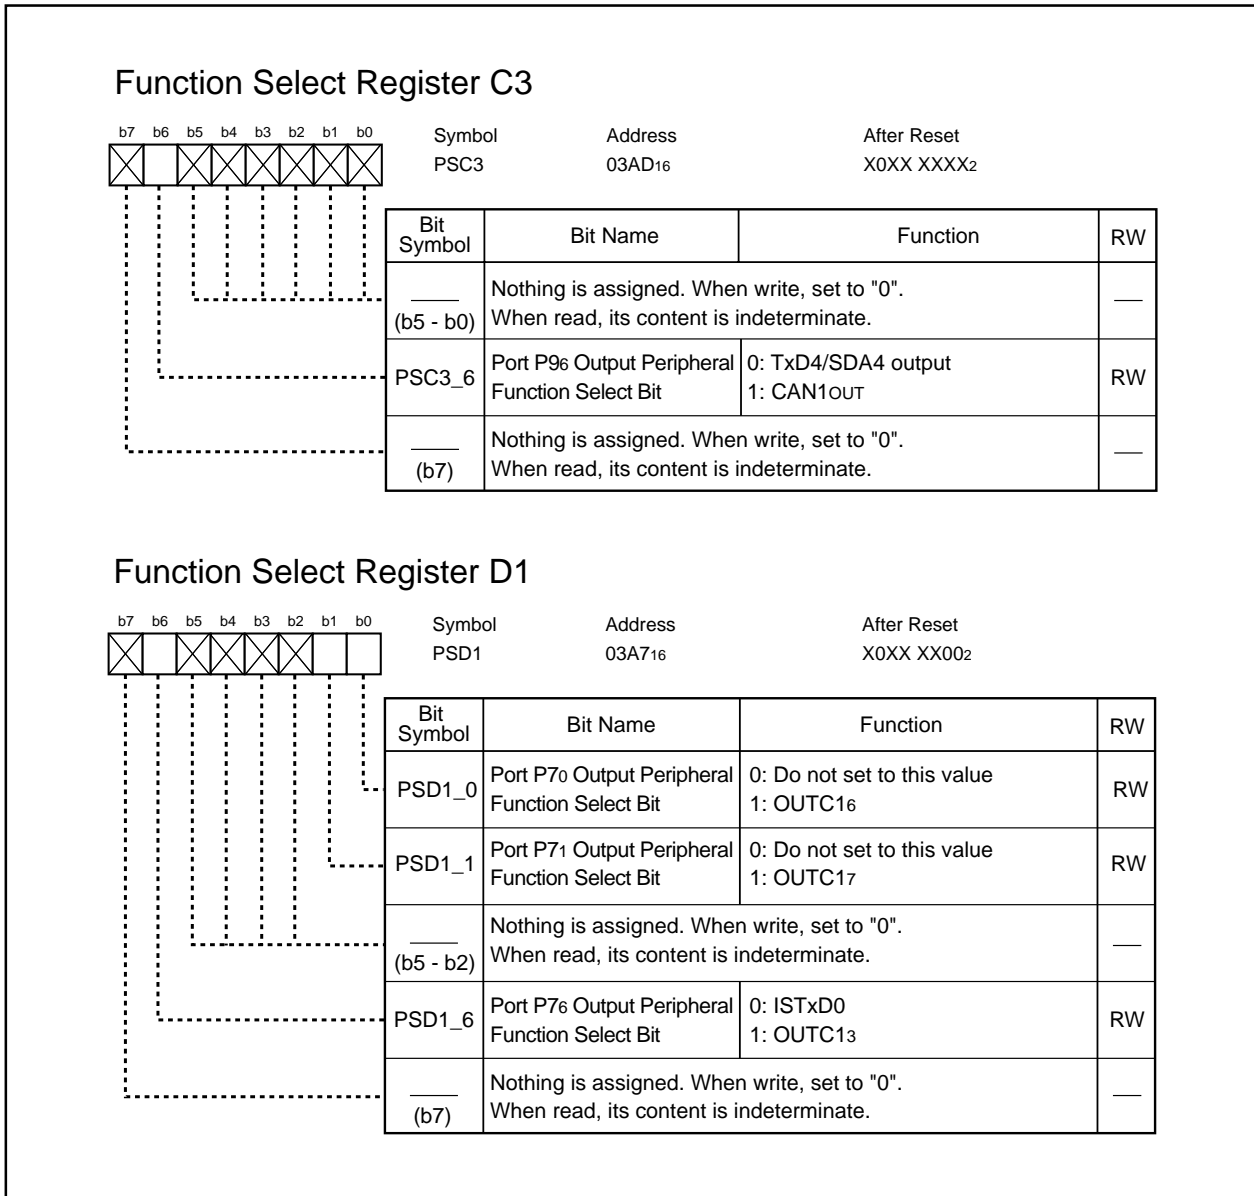 Function Select Register C3
b7 b6 b5 b4 b3 b2 b1 b0
Symbol Address After Reset
PSC3 03AD16 X0XX XXXX2
Bit Symbol Bit Name Function RW
Nothing is assigned. When write, set to "0".
(b5 - b0) When read, its content is indeterminate.
PSC3_6 Port P96 Output Peripheral 0: TxD4/SDA4 output RW
Function Select Bit 1: CAN1OUT
Nothing is assigned. When write, set to "0".
(b7) When read, its content is indeterminate.
Function Select Register D1
b7 b6 b5 b4 b3 b2 b1 b0
Symbol Address After Reset
PSD1 03A716 X0XX XX002
Bit Symbol Bit Name Function RW
PSD1_0 Port P70 Output Peripheral 0: Do not set to this value RW
Function Select Bit 1: OUTC16
PSD1_1 Port P71 Output Peripheral 0: Do not set to this value RW
Function Select Bit 1: OUTC17
Nothing is assigned. When write, set to "0".
(b5 - b2) When read, its content is indeterminate.
PSD1_6 Port P76 Output Peripheral 0: ISTxD0 RW
Function Select Bit 1: OUTC13
Nothing is assigned. When write, set to "0".
(b7) When read, its content is indeterminate.